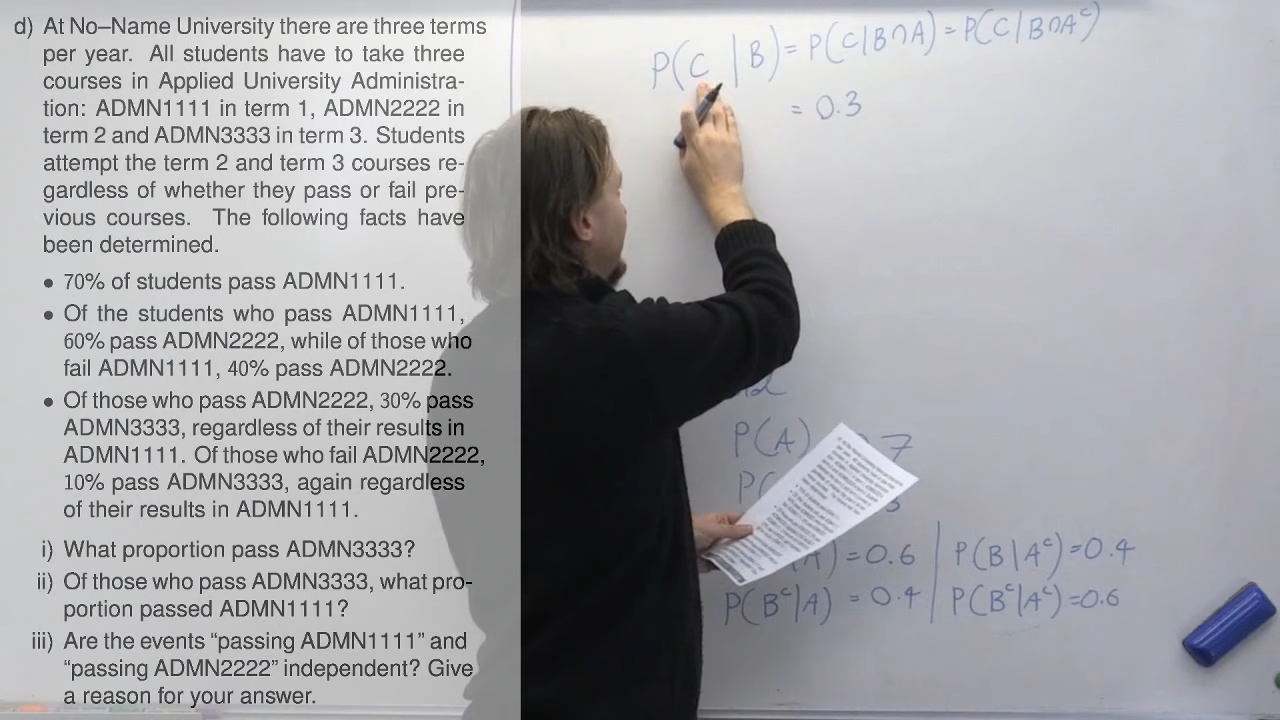 d) At No–Name University there are three terms
per year. All students have to take three
courses in Applied University Administra-
tion: ADMN1111 in term 1, ADMN2222 in
term 2 and ADMN3333 in term 3. Students
attempt the term 2 and term 3 courses re-
gardless of whether they pass or fail pre-
vious courses. The following facts have
been determined.
• 70% of students pass ADMN1111.
• Of the students who pass ADMN1111,
60% pass ADMN2222, while of those who
fail ADMN1111, 40% pass ADMN2222.
• Of those who pass ADMN2222, 30% pass
ADMN3333, regardless of their results in
ADMN1111. Of those who fail ADMN2222,
10% pass ADMN3333, again regardless
of their results in ADMN1111.
i) What proportion pass ADMN3333?
ii) Of those who pass ADMN3333, what pro-
portion passed ADMN1111?
iii) Are the events “passing ADMN1111” and
“passing ADMN2222” independent? Give
a reason for your answer.
P(C | B) = P(C|B∩A) = P(C|B∩Aᶜ)
= 0.3
P(A) 7
P(
A) = 0.6 | P(B|Aᶜ) = 0.4
P(Bᶜ|A) = 0.4 | P(Bᶜ|Aᶜ) = 0.6